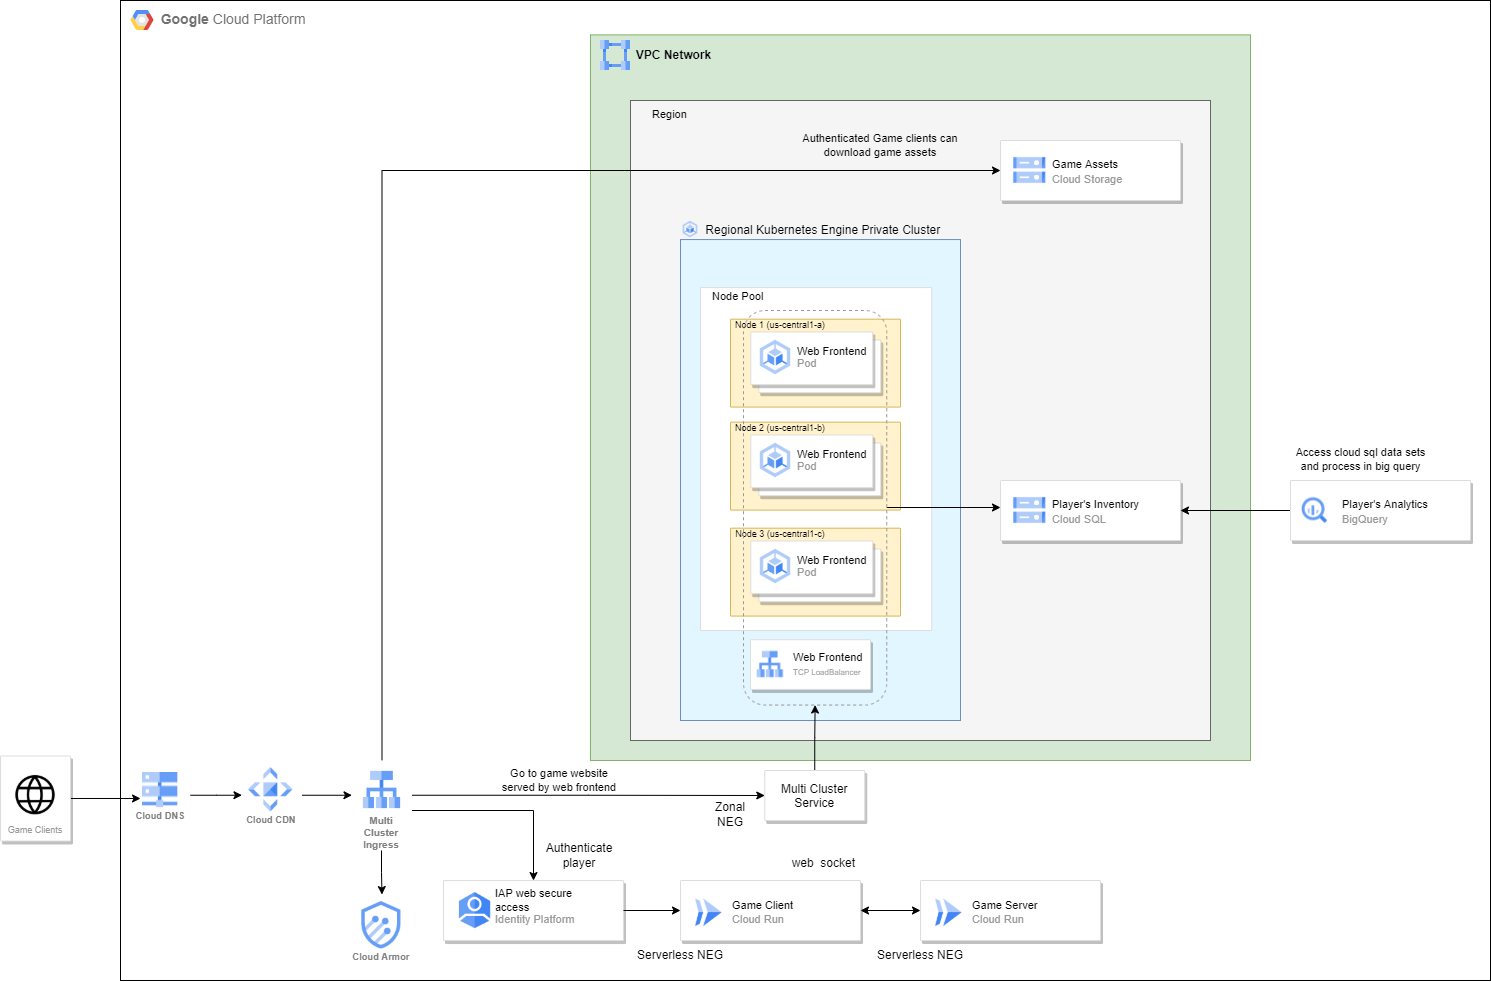 Google Cloud Platform
VPC Network
Region
Authenticated Game clients can
download game assets
Game Assets
Cloud Storage
Regional Kubernetes Engine Private Cluster
Node Pool
Node 1 (us-central1-a)
Web Frontend
Pod
Node 2 (us-central1-b)
Web Frontend
Pod
Node 3 (us-central1-c)
Web Frontend
Pod
Web Frontend
TCP LoadBalancer
Player's Inventory
Cloud SQL
Access cloud sql data sets
and process in big query
Player's Analytics
BigQuery
Game Clients
Cloud DNS
Cloud CDN
Multi
Cluster
Ingress
Go to game website
served by web frontend
Zonal
NEG
Multi Cluster
Service
Authenticate
player
web socket
Cloud Armor
IAP web secure
access
Identity Platform
Game Client
Cloud Run
Game Server
Cloud Run
Serverless NEG
Serverless NEG